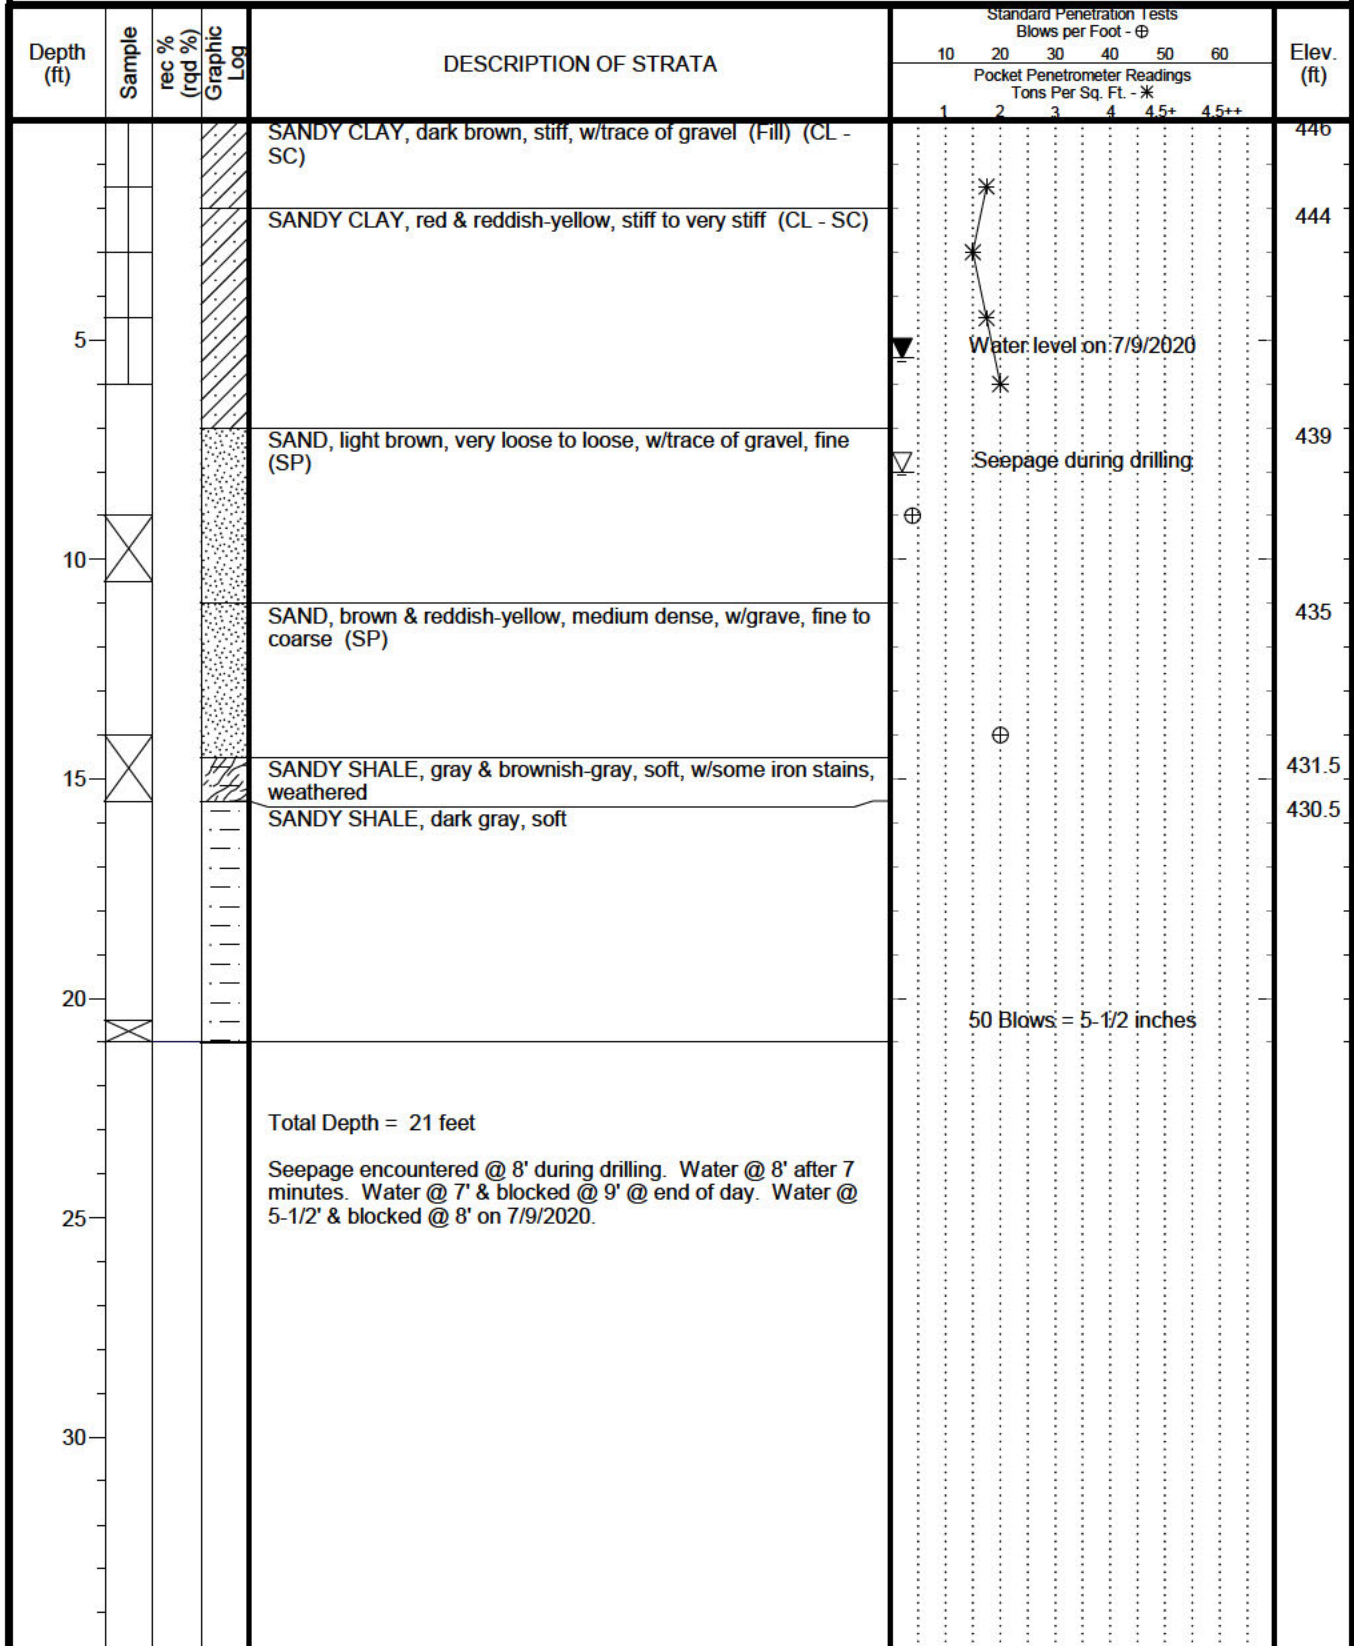 Depth
(ft)
Sample
rec %
(rqd %)
Graphic
Log
DESCRIPTION OF STRATA
Standard Penetration Tests
Blows per Foot - ⊕
10 20 30 40 50 60
Pocket Penetrometer Readings
Tons Per Sq. Ft. - ✳
1 2 3 4 4.5+ 4.5++
Elev.
(ft)
SANDY CLAY, dark brown, stiff, w/trace of gravel (Fill) (CL -
SC)
446
SANDY CLAY, red & reddish-yellow, stiff to very stiff (CL - SC)
444
5
Water level on 7/9/2020
SAND, light brown, very loose to loose, w/trace of gravel, fine
(SP)
439
Seepage during drilling
10
SAND, brown & reddish-yellow, medium dense, w/grave, fine to
coarse (SP)
435
15
SANDY SHALE, gray & brownish-gray, soft, w/some iron stains,
weathered
431.5
SANDY SHALE, dark gray, soft
430.5
20
50 Blows = 5-1/2 inches
Total Depth = 21 feet
Seepage encountered @ 8' during drilling. Water @ 8' after 7
minutes. Water @ 7' & blocked @ 9' @ end of day. Water @
5-1/2' & blocked @ 8' on 7/9/2020.
25
30